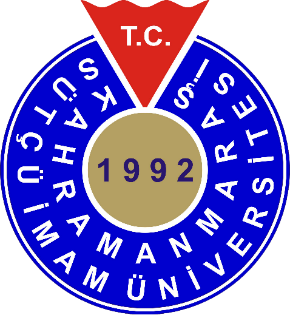 T.C.
KAHRAMANMARAŞ
SÜTÇÜ İMAM ÜNİVERSİTESİ
1992